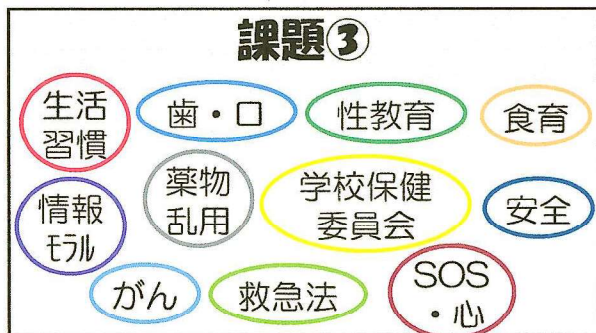 課題③
生活
習慣
歯・口
性教育
食育
情報
モラル
薬物
乱用
学校保健
委員会
安全
がん
救急法
SOS
・心